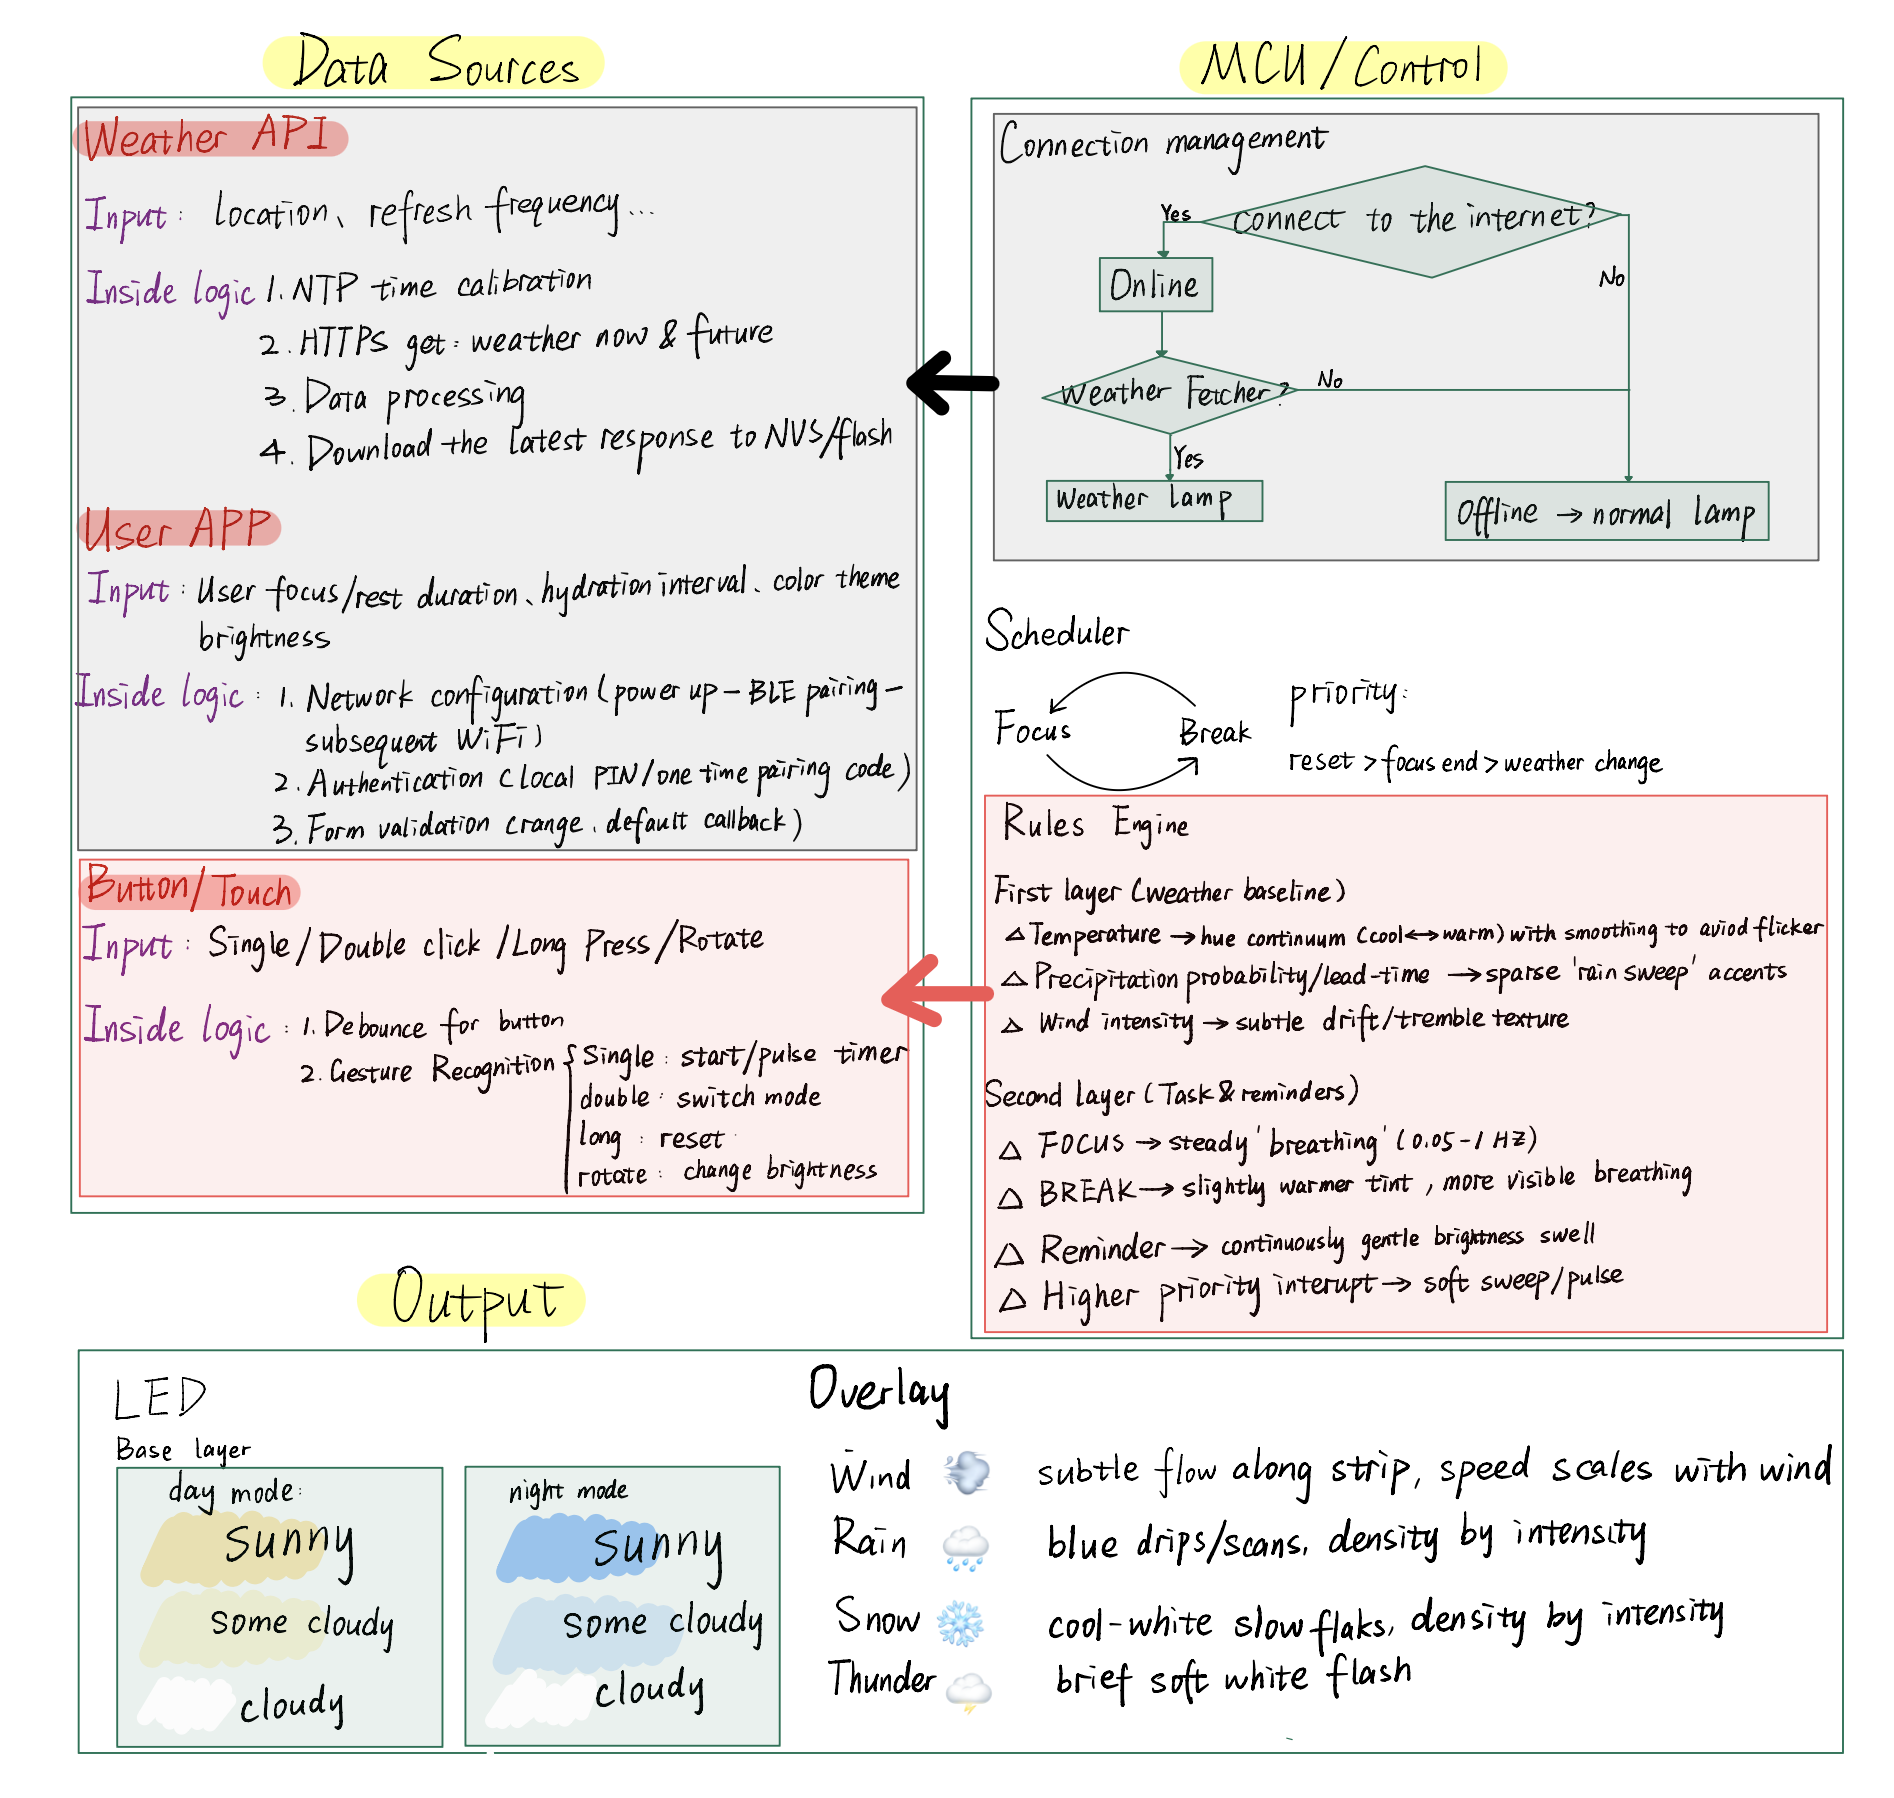 Data Sources
Weather API
Input: location、refresh frequency...
Inside logic 1. NTP time calibration
2. HTTPS get: weather now & future
3. Data processing
4. Download the latest response to NVS/flash
User APP
Input: User focus/rest duration、hydration interval、color theme
brightness
Inside logic: 1. Network configuration (power up – BLE pairing –
subsequent WiFi)
2. Authentication (local PIN/one time pairing code)
3. Form validation (range、default callback)
Button/Touch
Input: Single/Double click/Long Press/Rotate
Inside logic: 1. Debounce for button
2. Gesture Recognition { Single: start/pulse timer
double: switch mode
long: reset
rotate: change brightness
MCU/Control
Connection management
connect to the internet?
Yes
No
Online
Weather Fetcher?
No
Yes
Weather lamp
Offline → normal lamp
Scheduler
Focus
Break
priority:
reset > focus end > weather change
Rules Engine
First layer (weather baseline)
△ Temperature → hue continuum (cool ↔ warm) with smoothing to aviod flicker
△ Precipitation probability/lead-time → sparse 'rain sweep' accents
△ Wind intensity → subtle drift/tremble texture
Second layer (Task & reminders)
△ FOCUS → steady 'breathing' (0.05-1 HZ)
△ BREAK → slightly warmer tint, more visible breathing
△ Reminder → continuously gentle brightness swell
△ Higher priority interupt → soft sweep/pulse
Output
LED
Base layer
day mode:
sunny
some cloudy
cloudy
night mode
sunny
some cloudy
cloudy
Overlay
Wind subtle flow along strip, speed scales with wind
Rain blue drips/scans, density by intensity
Snow cool-white slow flaks, density by intensity
Thunder brief soft white flash